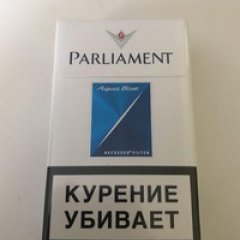 PARLIAMENT
Aqua Blue
RECESSED FILTER
КУРЕНИЕ
УБИВАЕТ